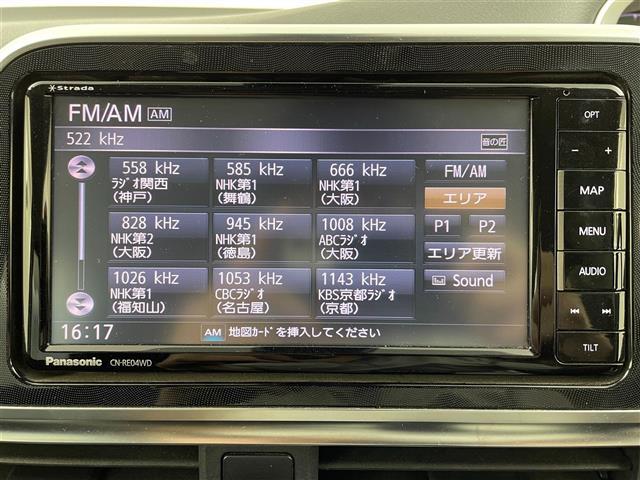 Strada
FM/AM AM
522 kHz
音の匠
558 kHz
ﾗｼﾞｵ関西
(神戸)
585 kHz
NHK第1
(舞鶴)
666 kHz
NHK第1
(大阪)
FM/AM
エリア
828 kHz
NHK第2
(大阪)
945 kHz
NHK第1
(徳島)
1008 kHz
ABCﾗｼﾞｵ
(大阪)
P1
P2
エリア更新
1026 kHz
NHK第1
(福知山)
1053 kHz
CBCﾗｼﾞｵ
(名古屋)
1143 kHz
KBS京都ﾗｼﾞｵ
(京都)
Sound
16:17
AM 地図ｶｰﾄﾞを挿入してください
Panasonic CN-RE04WD
OPT
− +
MAP
MENU
AUDIO
TILT